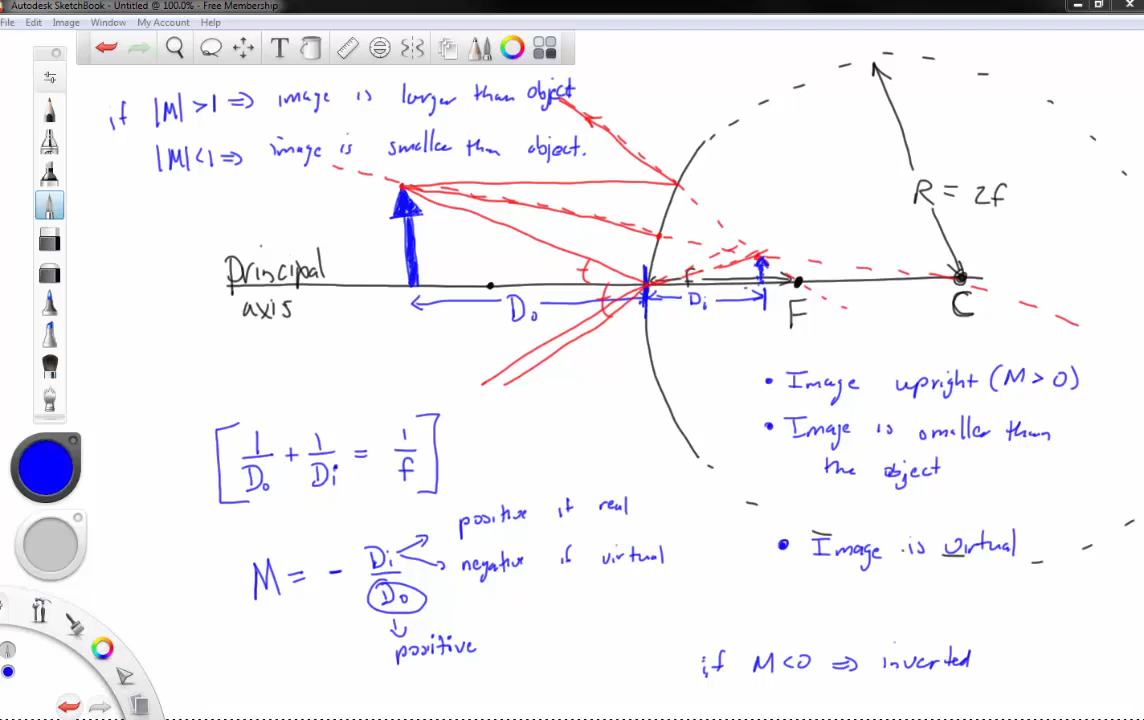 Autodesk SketchBook - Untitled @ 100.0% - Free Membership
File Edit Image Window My Account Help
if |M| >1 ⇒ image is larger than object
|M| <1 ⇒ image is smaller than object.
R = 2f
Principal
axis
f
Do
Di
F
C
• Image upright (M > 0)
• Image is smaller than
the object
[1/Do + 1/Di = 1/f]
• Image is virtual
M = - Di/Do
positive if real
negative if virtual
positive
if M<0 ⇒ inverted